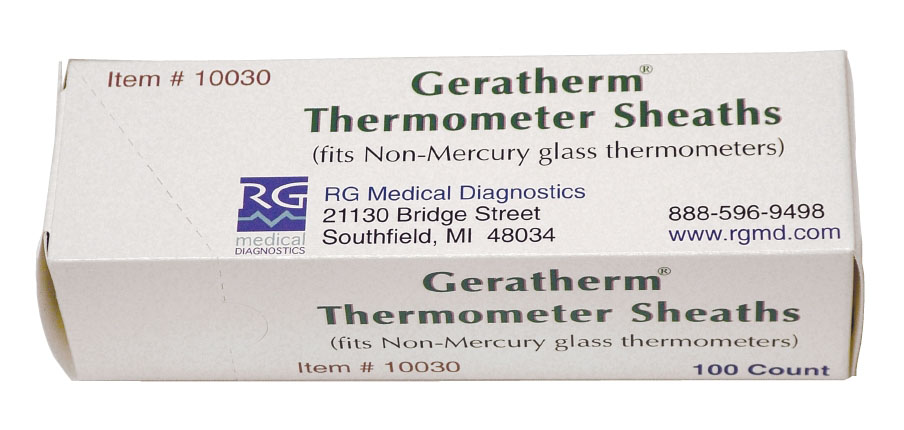 Item # 10030
Geratherm®
Thermometer Sheaths
(fits Non-Mercury glass thermometers)
RG
medical
DIAGNOSTICS
RG Medical Diagnostics
21130 Bridge Street
Southfield, MI 48034
888-596-9498
www.rgmd.com
Geratherm®
Thermometer Sheaths
(fits Non-Mercury glass thermometers)
Item # 10030
100 Count